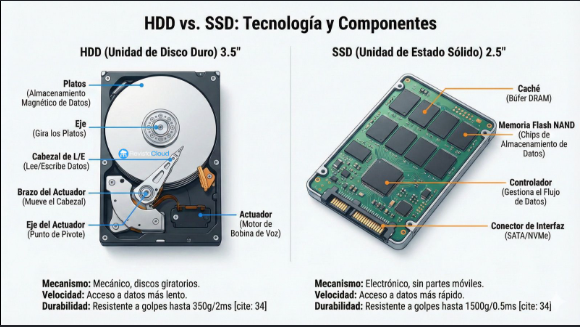 HDD vs. SSD: Tecnología y Componentes
HDD (Unidad de Disco Duro) 3.5"
Platos
(Almacenamiento
Magnético de Datos)
Eje
(Gira los Platos)
Cabezal de L/E
(Lee/Escribe Datos)
Brazo del Actuador
(Mueve el Cabezal)
Eje del Actuador
(Punto de Pivote)
Actuador
(Motor de
Bobina de Voz)
Cloud
Mecanismo: Mecánico, discos giratorios.
Velocidad: Acceso a datos más lento.
Durabilidad: Resistente a golpes hasta 350g/2ms [cite: 34]
SSD (Unidad de Estado Sólido) 2.5"
Caché
(Búfer DRAM)
Memoria Flash NAND
(Chips de
Almacenamiento de
Datos)
Controlador
(Gestiona el Flujo
de Datos)
Conector de Interfaz
(SATA/NVMe)
Mecanismo: Electrónico, sin partes móviles.
Velocidad: Acceso a datos más rápido.
Durabilidad: Resistente a golpes hasta 1500g/0.5ms [cite: 34]